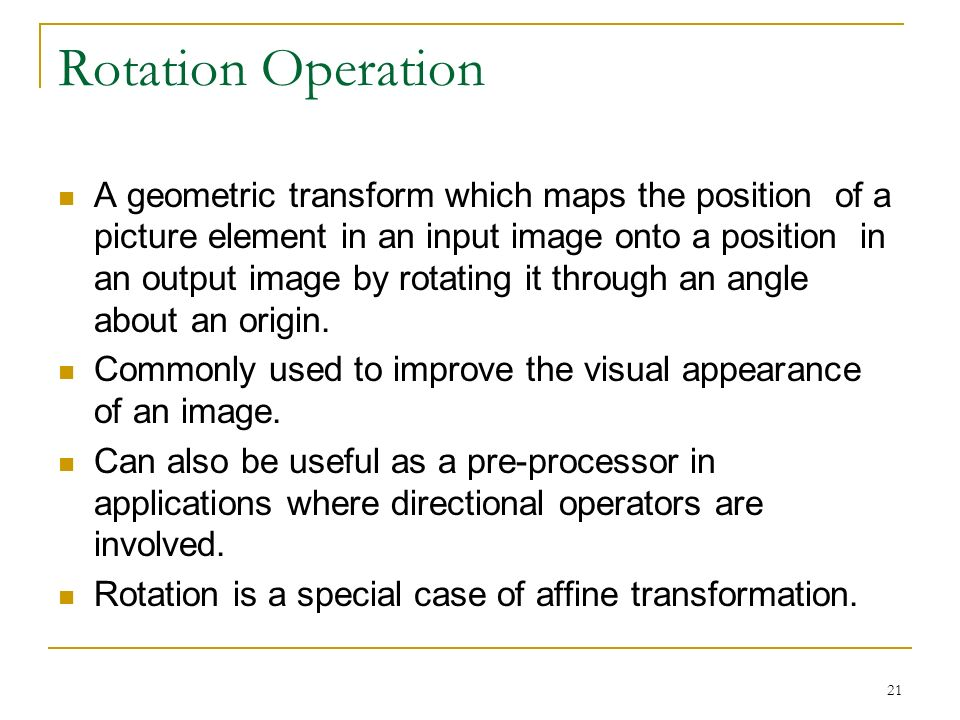 Rotation Operation
A geometric transform which maps the position  of a
picture element in an input image onto a position  in
an output image by rotating it through an angle
about an origin.
Commonly used to improve the visual appearance
of an image.
Can also be useful as a pre-processor in
applications where directional operators are
involved.
Rotation is a special case of affine transformation.
21